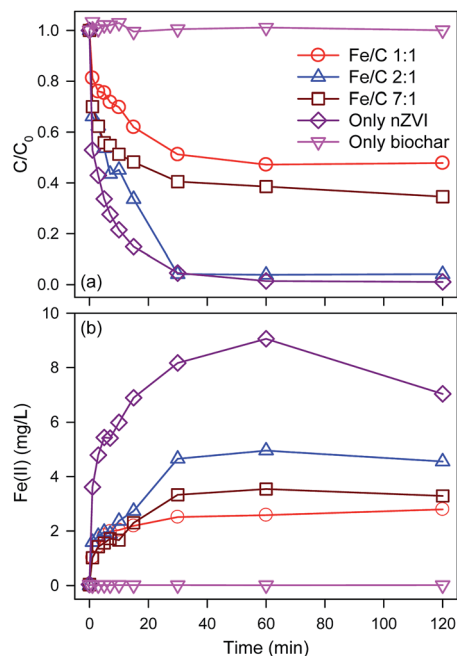 1.0
0.8
0.6
0.4
0.2
0.0
C/C₀
Fe/C 1:1
Fe/C 2:1
Fe/C 7:1
Only nZVI
Only biochar
(a)
(b)
10
8
6
4
2
0
Fe(II) (mg/L)
0 20 40 60 80 100 120
Time (min)